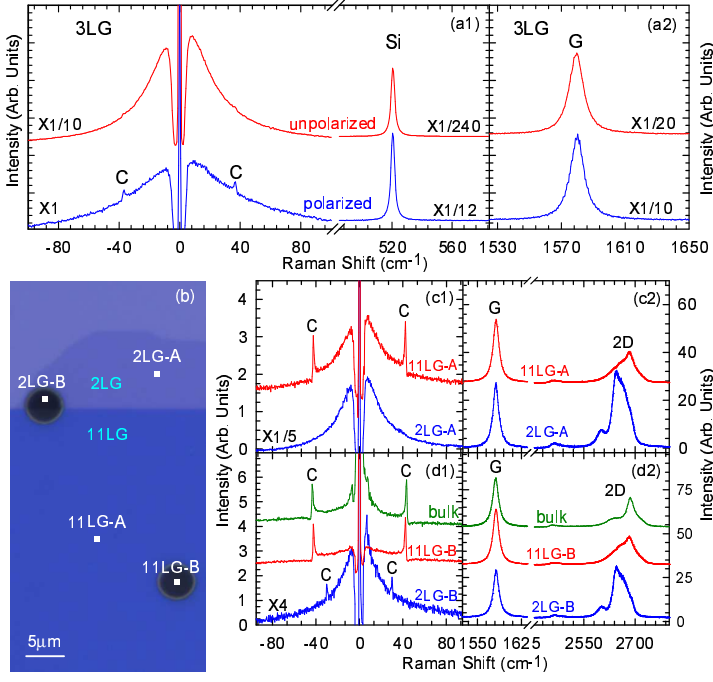 3LG
(a1)
3LG
(a2)
Si
G
Intensity (Arb. Units)
Intensity (Arb. Units)
X1/10
unpolarized
X1/240
X1/20
C
C
X1
polarized
X1/12
X1/10
-80 -40 0 40 80 520 560 1530 1570 1610 1650
Raman Shift (cm-1)
(b)
2LG-A
2LG-B
2LG
11LG
11LG-A
11LG-B
5μm
(c1)
(c2)
4
3
2
1
0
C
C
11LG-A
2LG-A
X1/5
G
2D
11LG-A
2LG-A
60
40
20
0
Intensity (Arb. Units)
Intensity (Arb. Units)
(d1)
(d2)
6
5
4
3
2
1
0
C
C
bulk
11LG-B
C
C
X4
2LG-B
G
2D
bulk
11LG-B
2LG-B
75
50
25
0
-80 -40 0 40 80 1550 1625 2550 2700
Raman Shift (cm-1)